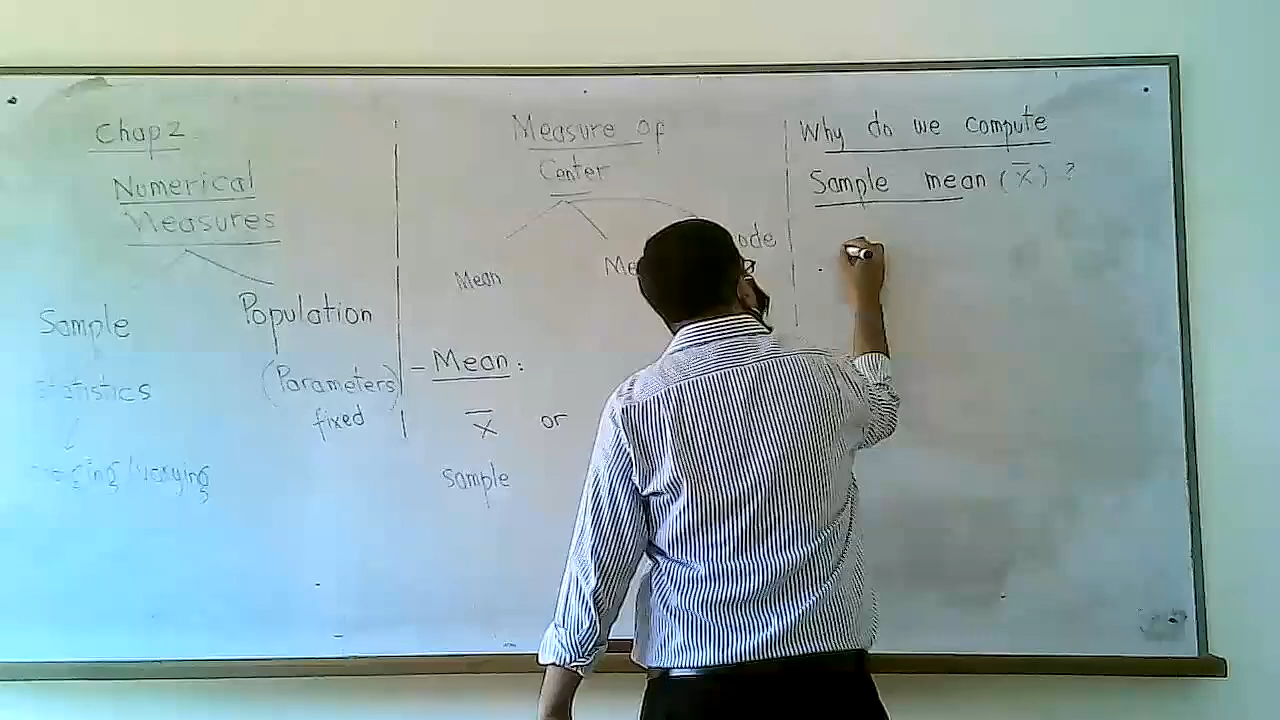 Chap 2
Numerical
Measures
Sample
Population
(Parameters)
fixed
Measure of
Center
Mean
- Mean:
x̄ or
sample
Why do we compute
Sample mean (x̄) ?